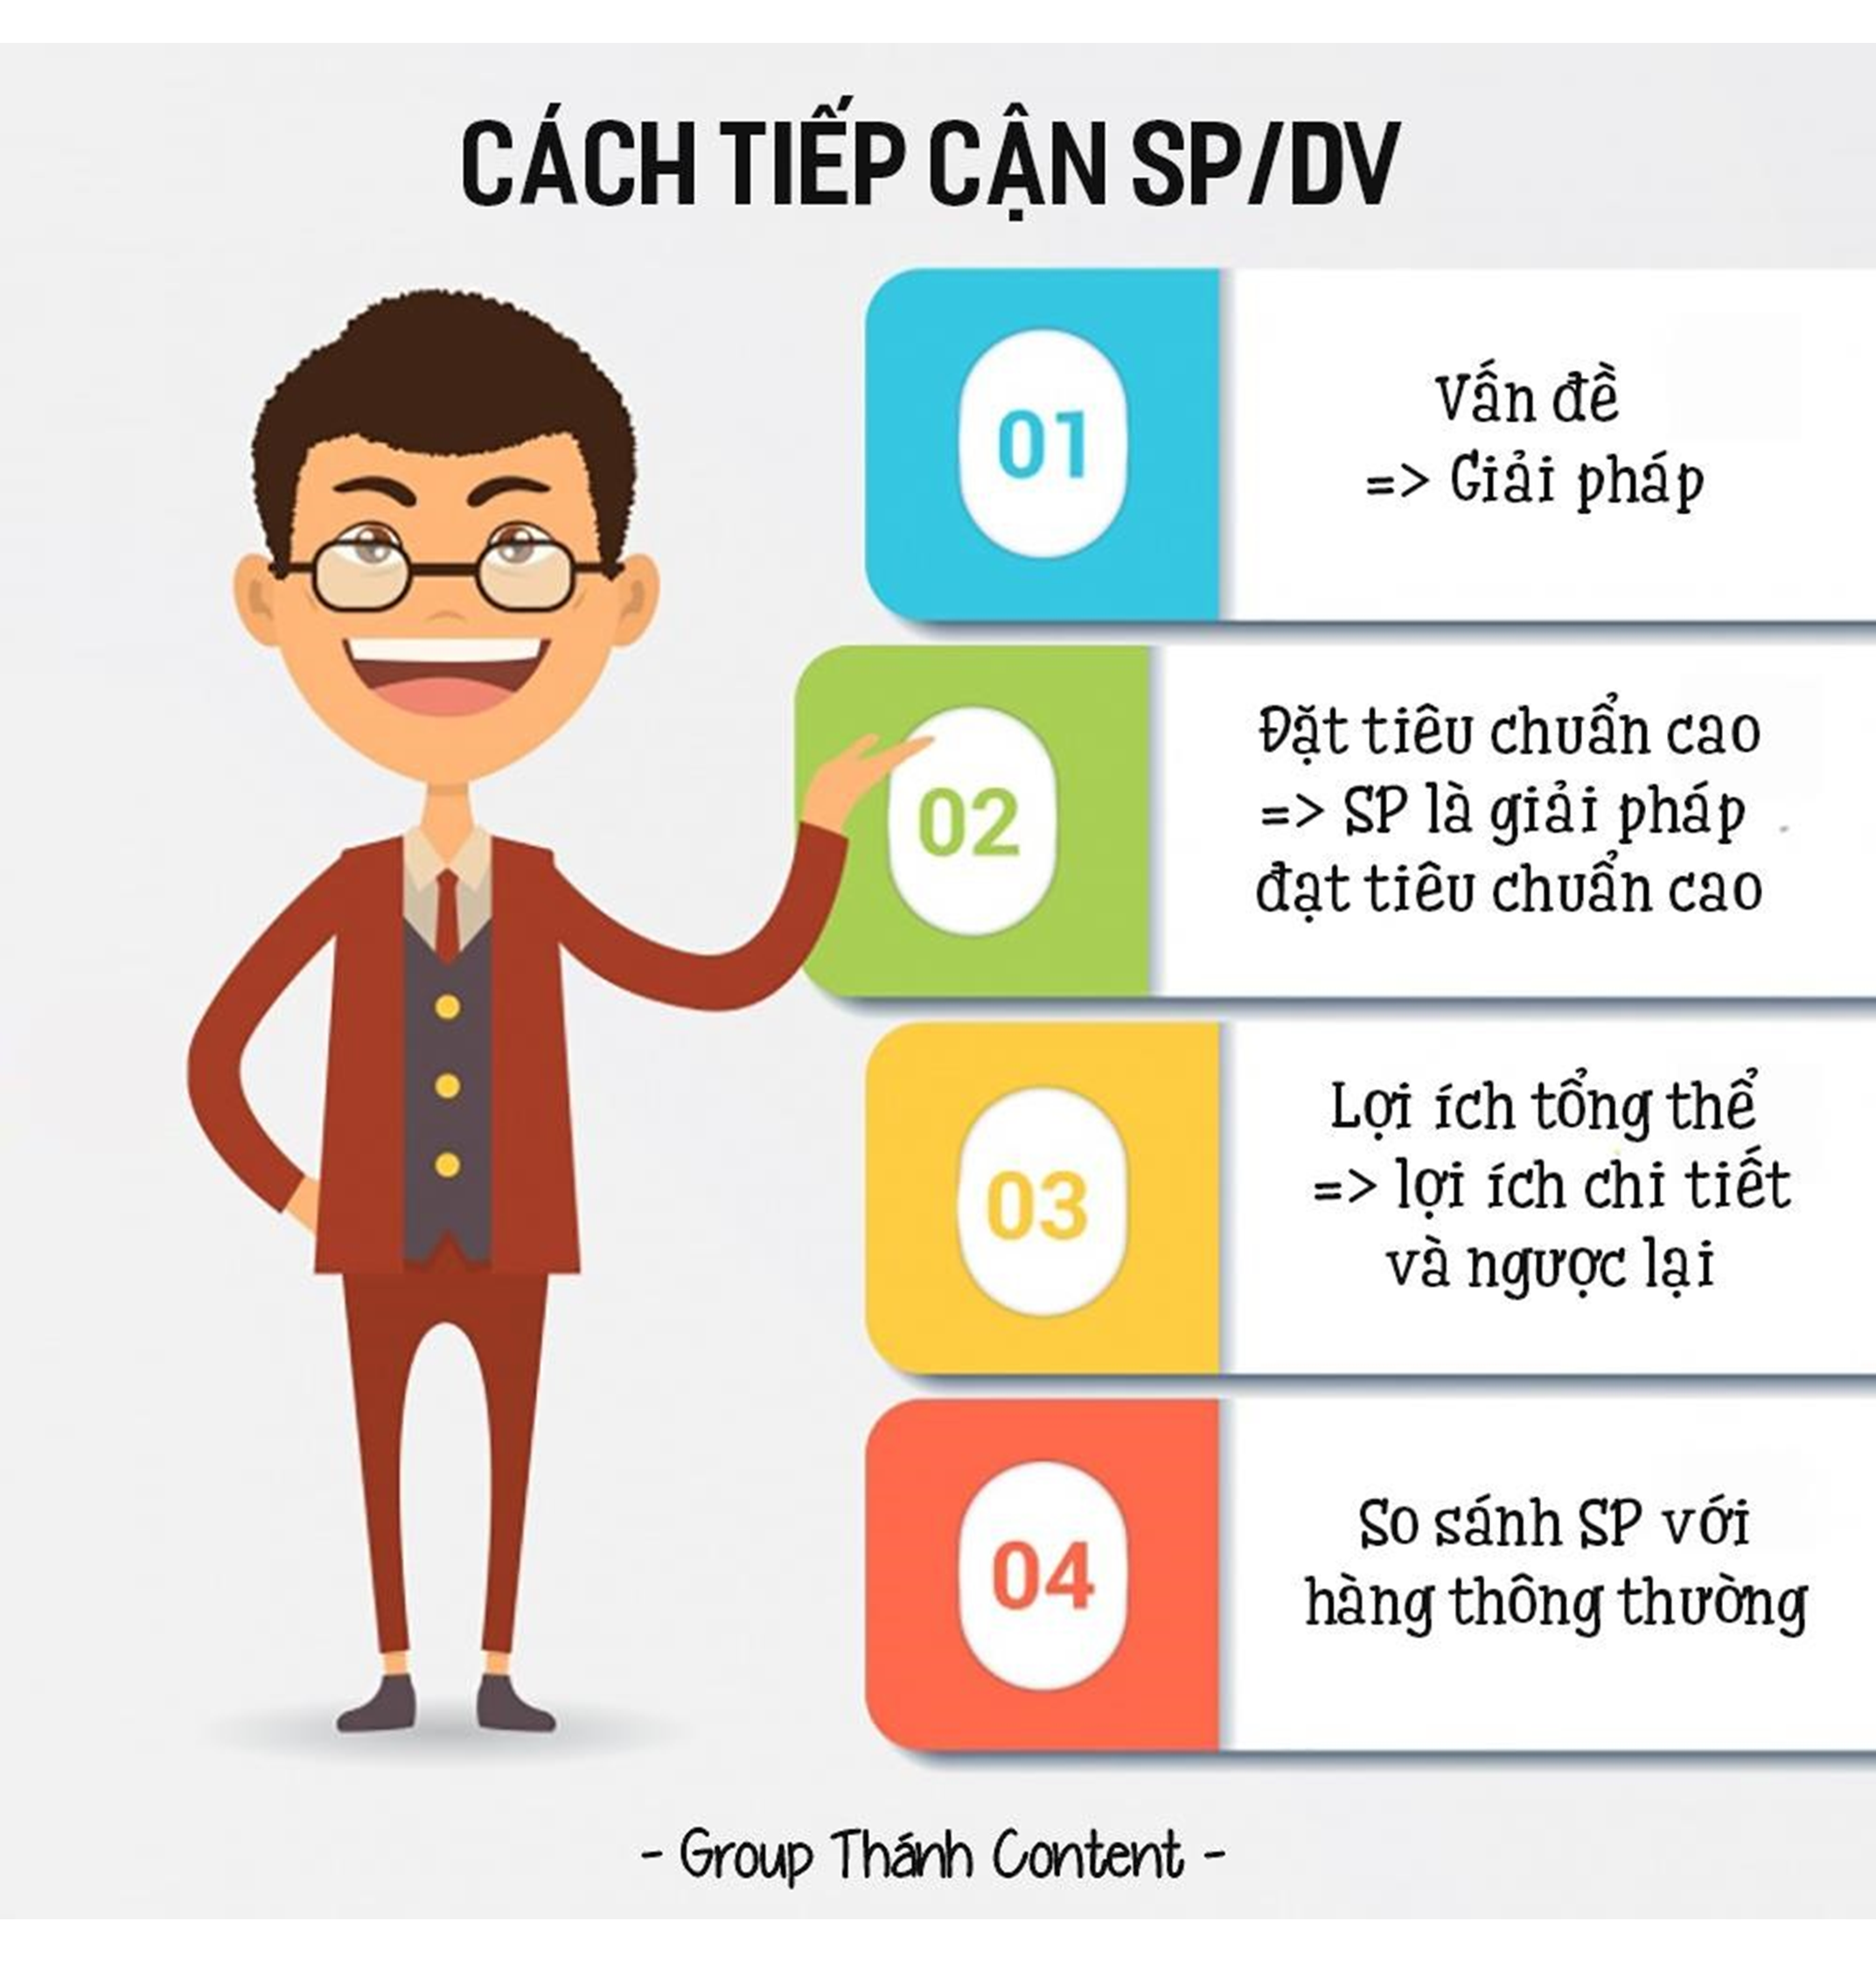 CÁCH TIẾP CẬN SP/DV
01
Vấn đề
=> Giải pháp
02
Đặt tiêu chuẩn cao
=> SP là giải pháp
đạt tiêu chuẩn cao
03
Lợi ích tổng thể
=> lợi ích chi tiết
và ngược lại
04
So sánh SP với
hàng thông thường
- Group Thánh Content -